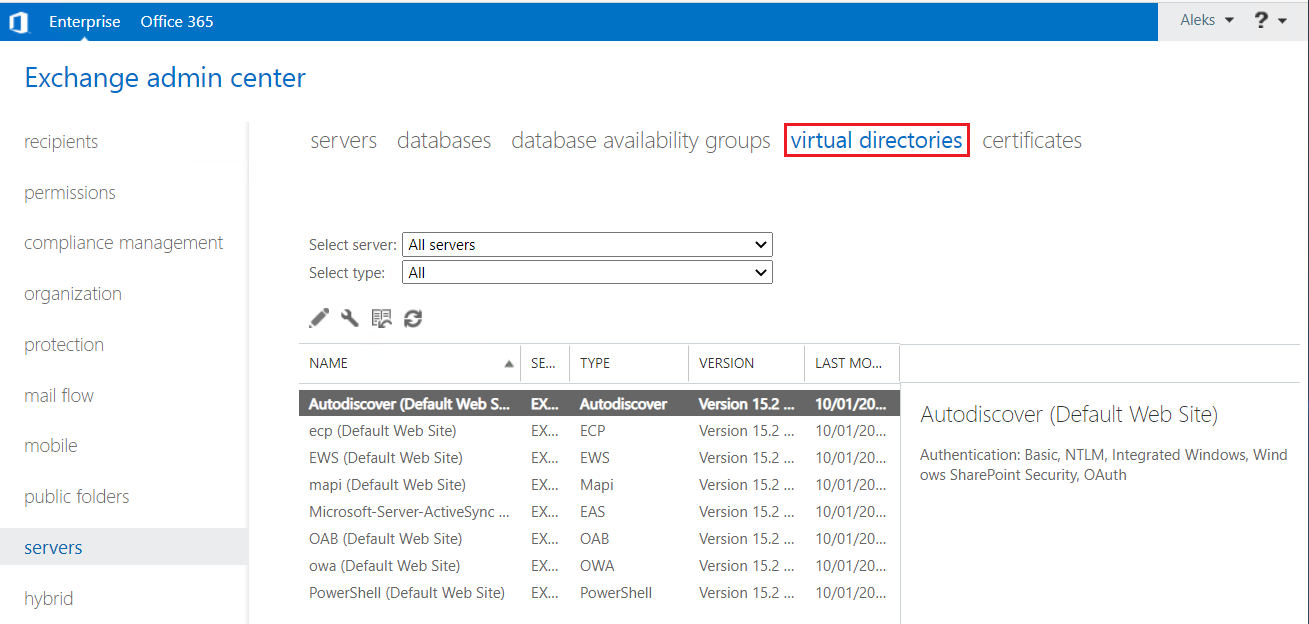 Enterprise Office 365 Aleks ?
Exchange admin center
recipients
permissions
compliance management
organization
protection
mail flow
mobile
public folders
servers
hybrid
servers databases database availability groups virtual directories certificates
Select server: All servers
Select type: All
NAME SE... TYPE VERSION LAST MO...
Autodiscover (Default Web S... EX... Autodiscover Version 15.2 ... 10/01/20...
ecp (Default Web Site) EX... ECP Version 15.2 ... 10/01/20...
EWS (Default Web Site) EX... EWS Version 15.2 ... 10/01/20...
mapi (Default Web Site) EX... Mapi Version 15.2 ... 10/01/20...
Microsoft-Server-ActiveSync ... EX... EAS Version 15.2 ... 10/01/20...
OAB (Default Web Site) EX... OAB Version 15.2 ... 10/01/20...
owa (Default Web Site) EX... OWA Version 15.2 ... 10/01/20...
PowerShell (Default Web Site) EX... PowerShell Version 15.2 ... 10/01/20...
Autodiscover (Default Web Site)
Authentication: Basic, NTLM, Integrated Windows, Wind
ows SharePoint Security, OAuth